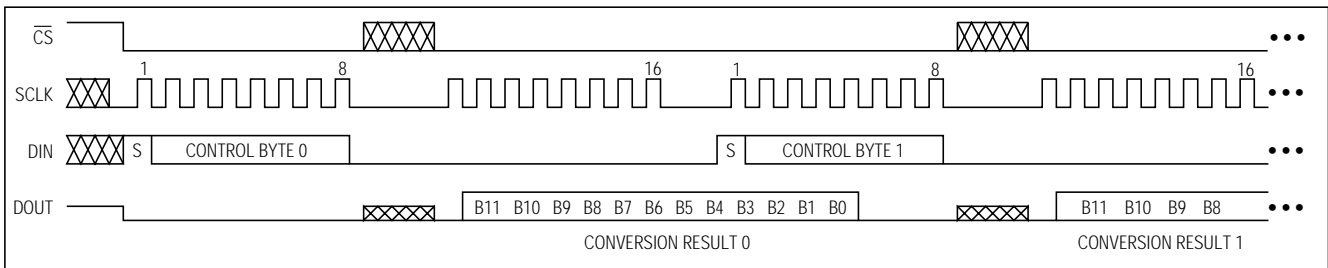 CS
1 8 16 1 8 16
SCLK
DIN S CONTROL BYTE 0 S CONTROL BYTE 1
DOUT B11 B10 B9 B8 B7 B6 B5 B4 B3 B2 B1 B0 B11 B10 B9 B8
CONVERSION RESULT 0 CONVERSION RESULT 1